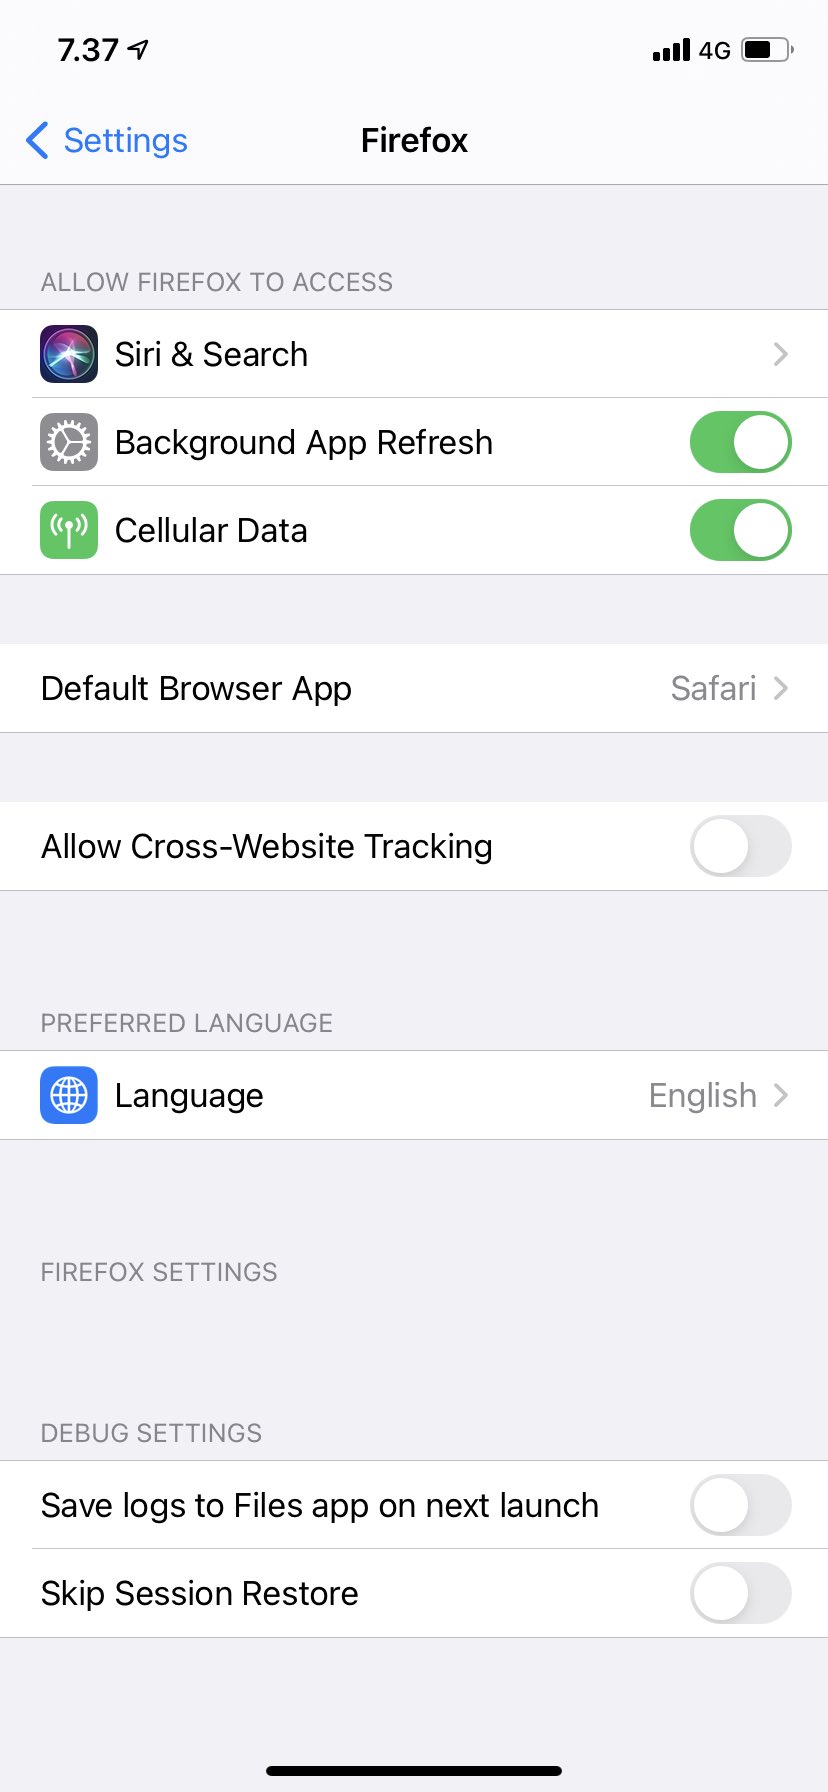 7.37 4G
Settings Firefox
ALLOW FIREFOX TO ACCESS
Siri & Search
Background App Refresh
Cellular Data
Default Browser App Safari
Allow Cross-Website Tracking
PREFERRED LANGUAGE
Language English
FIREFOX SETTINGS
DEBUG SETTINGS
Save logs to Files app on next launch
Skip Session Restore